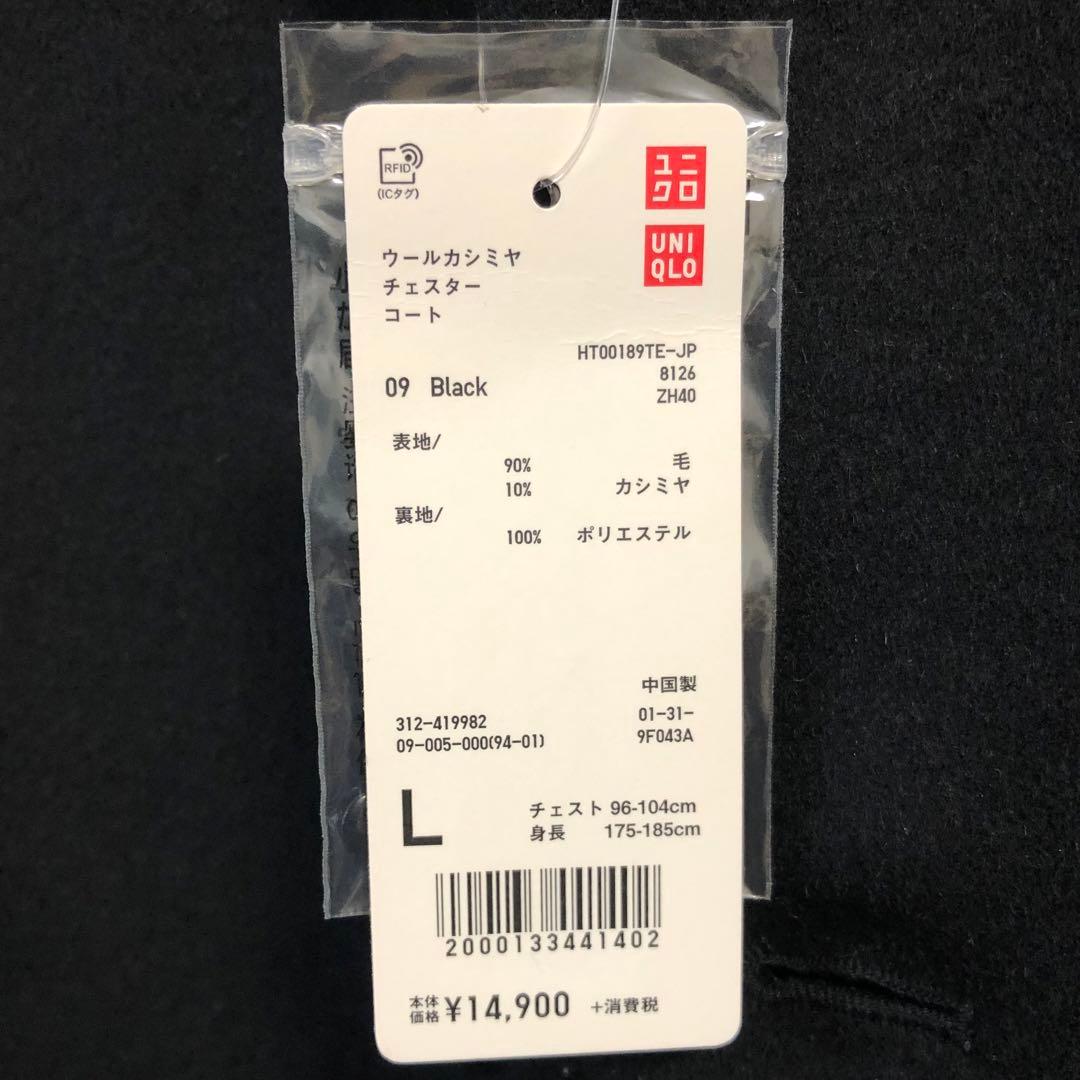 RFID
(ICタグ)
ユニ
クロ
UNI
QLO
ウールカシミヤ
チェスター
コート
HT00189TE-JP
8126
ZH40
09 Black
表地/
90% 毛
10% カシミヤ
裏地/
100% ポリエステル
中国製
312-419982
01-31-
09-005-000(94-01)
9F043A
L
チェスト 96-104cm
身長 175-185cm
2000133441402
本体
価格 ¥14,900 +消費税